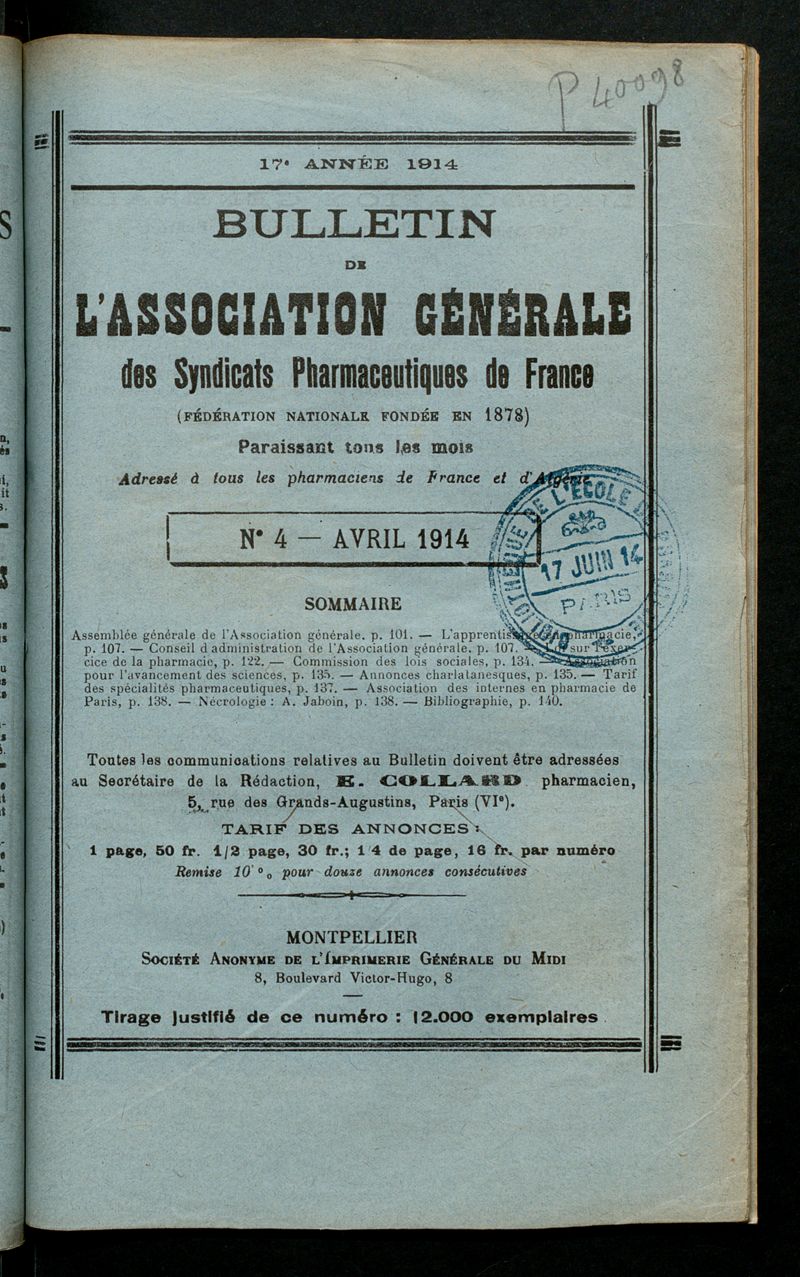 P 40098
17e ANNÉE 1914
BULLETIN
DE
L'ASSOCIATION GÉNÉRALE
des Syndicats Pharmaceutiques de France
(FÉDÉRATION NATIONALE FONDÉE EN 1878)
Paraissant tous les mois
Adressé à tous les pharmaciens de France et d'Algérie
N° 4 — AVRIL 1914
DE L'ÉCOLE
17 JUIN 14
PARIS
SOMMAIRE
Assemblée générale de l'Association générale, p. 101. — L'apprentissage en pharmacie,
p. 107. — Conseil d'administration de l'Association générale, p. 107. — Loi sur l'exer-
cice de la pharmacie, p. 122. — Commission des lois sociales, p. 134. — Association
pour l'avancement des sciences, p. 135. — Annonces charlatanesques, p. 135. — Tarif
des spécialités pharmaceutiques, p. 137. — Association des internes en pharmacie de
Paris, p. 138. — Nécrologie : A. Jaboin, p. 138. — Bibliographie, p. 140.
Toutes les communications relatives au Bulletin doivent être adressées
au Secrétaire de la Rédaction, E. COLLARD pharmacien,
5, rue des Grands-Augustins, Paris (VIe).
TARIF DES ANNONCES :
1 page, 50 fr. 1/2 page, 30 fr.; 1 4 de page, 16 fr. par numéro
Remise 10 °o pour douze annonces consécutives
MONTPELLIER
SOCIÉTÉ ANONYME DE L'IMPRIMERIE GÉNÉRALE DU MIDI
8, Boulevard Victor-Hugo, 8
Tirage justifié de ce numéro : 12.000 exemplaires